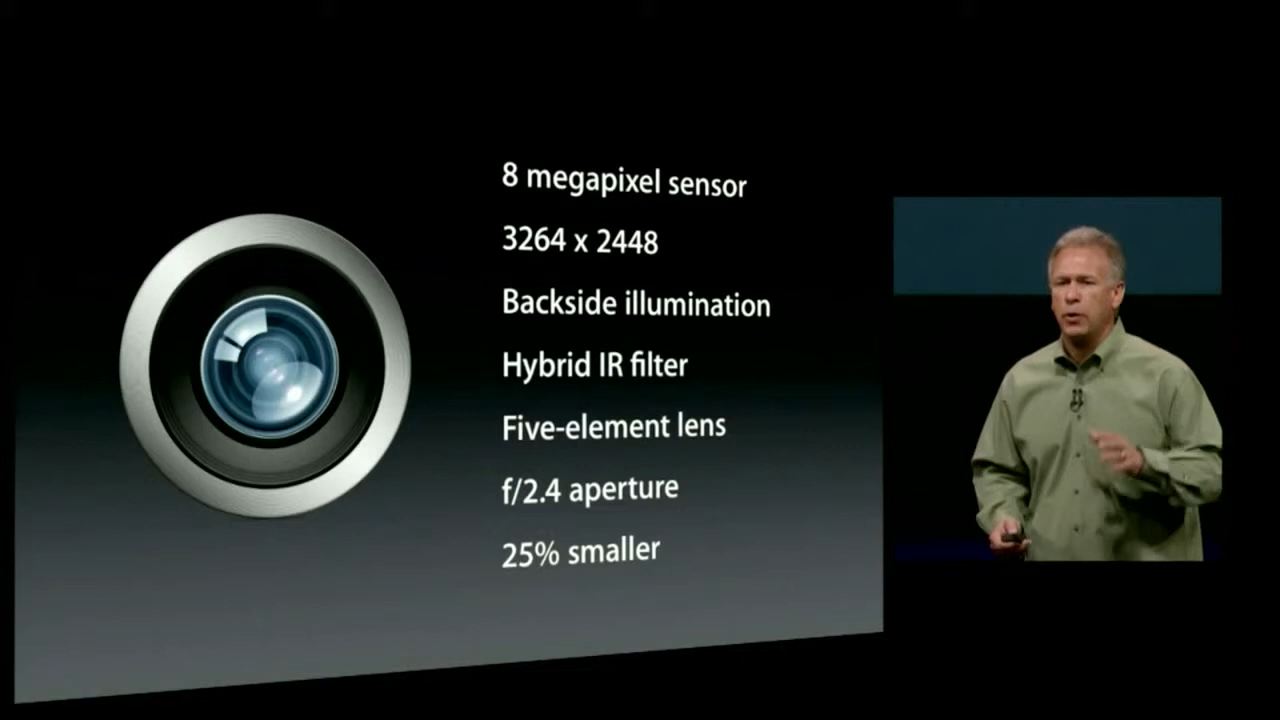 8 megapixel sensor
3264 x 2448
Backside illumination
Hybrid IR filter
Five-element lens
f/2.4 aperture
25% smaller